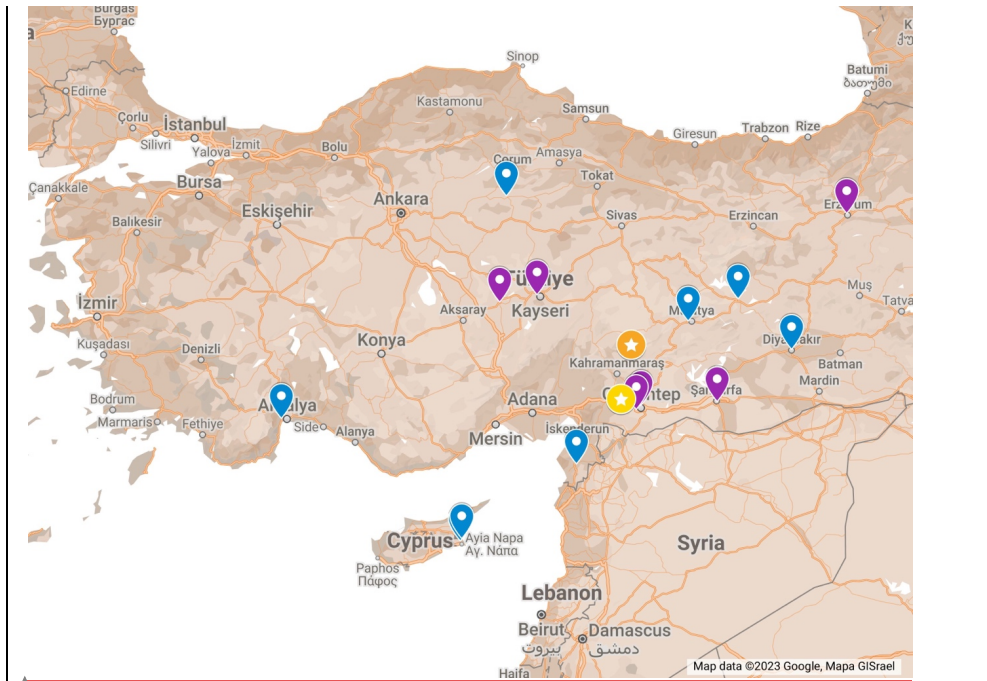 Burgas
Бургас
Sinop
Batumi
ბათუმი
Edirne
Kastamonu
Samsun
Çorlu
İstanbul
Giresun
Trabzon
Rize
Silivri
Yalova
İzmit
Bolu
Amasya
Çanakkale
Bursa
Tokat
Ankara
Balıkesir
Eskişehir
Sivas
Erzincan
Muş
İzmir
Aksaray
Kayseri
Kuşadası
Denizli
Konya
Kahramanmaraş
Batman
Mardin
Bodrum
Adana
Marmaris
Fethiye
Side
Alanya
Mersin
İskenderun
Cyprus
Ayia Napa
Αγ. Νάπα
Syria
Paphos
Πάφος
Lebanon
Beirut
بيروت
Damascus
دمشق
Haifa
Map data ©2023 Google, Mapa GISrael